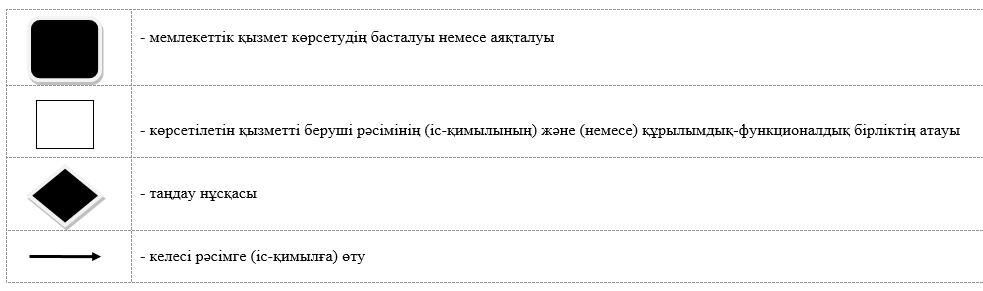 - мемлекеттік қызмет көрсетудің басталуы немесе аяқталуы
- көрсетілетін қызметті беруші рәсімінің (іс-қимылының) және (немесе) құрылымдық-функционалдық бірліктің атауы
- таңдау нұсқасы
- келесі рәсімге (іс-қимылға) өту